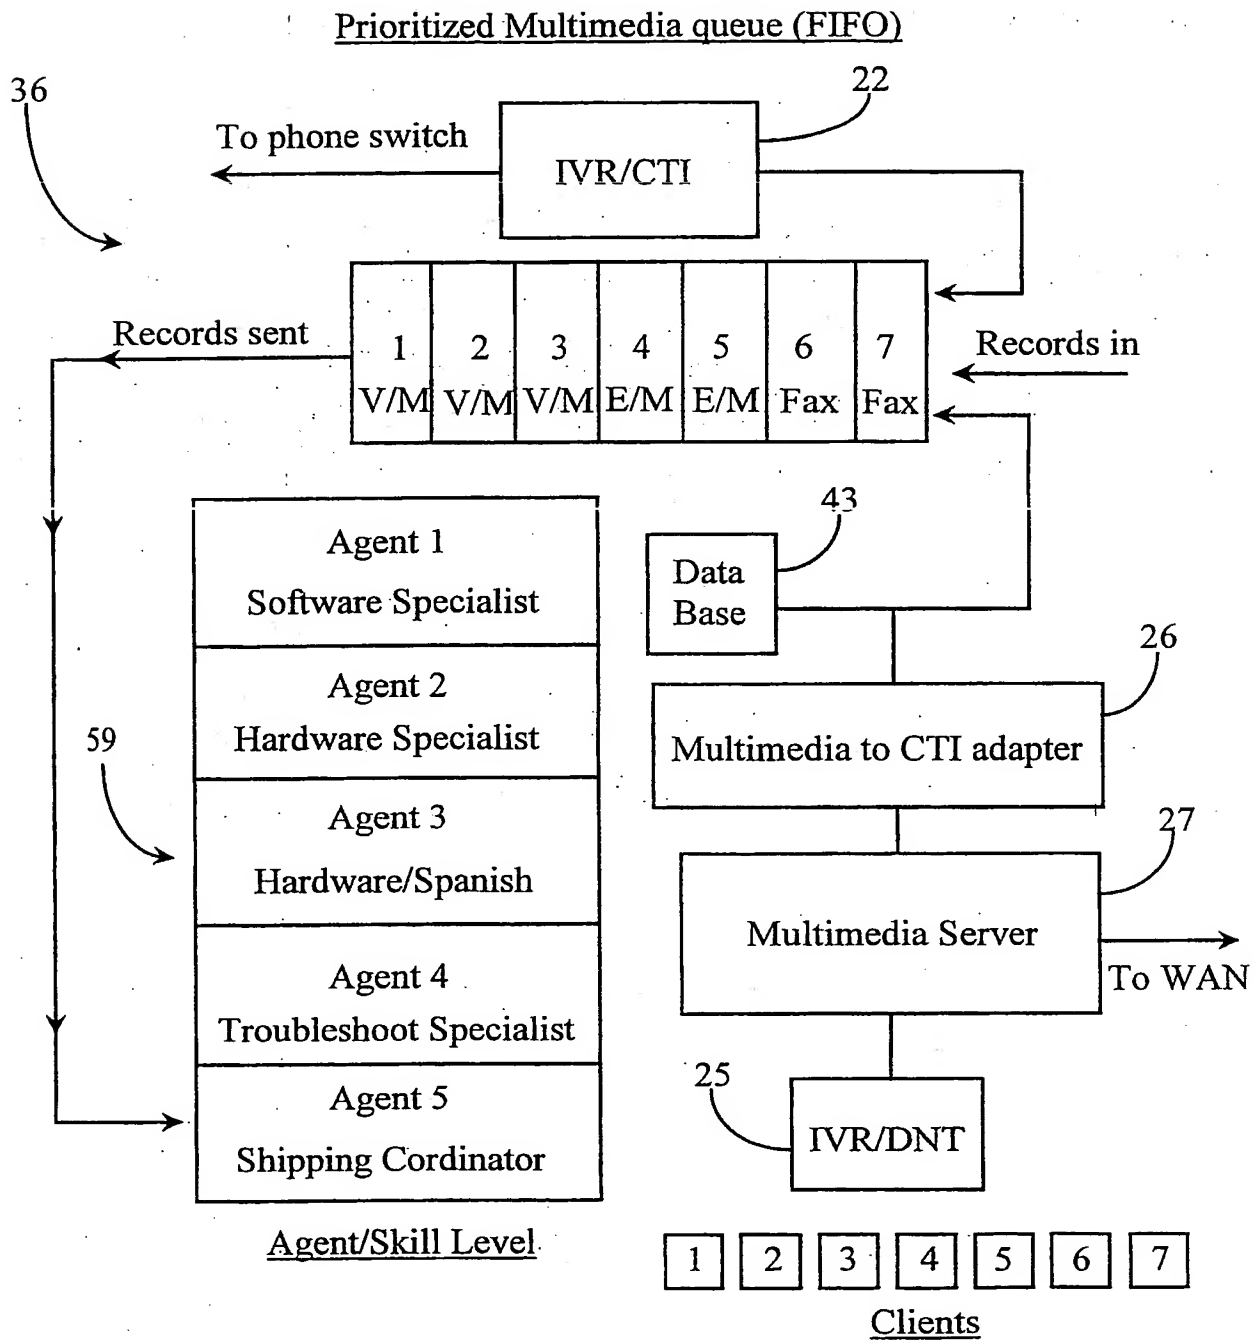 Prioritized Multimedia queue (FIFO)
36
22
To phone switch
IVR/CTI
Records sent
1 2 3 4 5 6 7
V/M V/M V/M E/M E/M Fax Fax
Records in
43
Agent 1
Software Specialist
Data
Base
26
Agent 2
Hardware Specialist
59
Multimedia to CTI adapter
Agent 3
Hardware/Spanish
27
Multimedia Server
To WAN
Agent 4
Troubleshoot Specialist
25
Agent 5
Shipping Cordinator
IVR/DNT
Agent/Skill Level
1 2 3 4 5 6 7
Clients